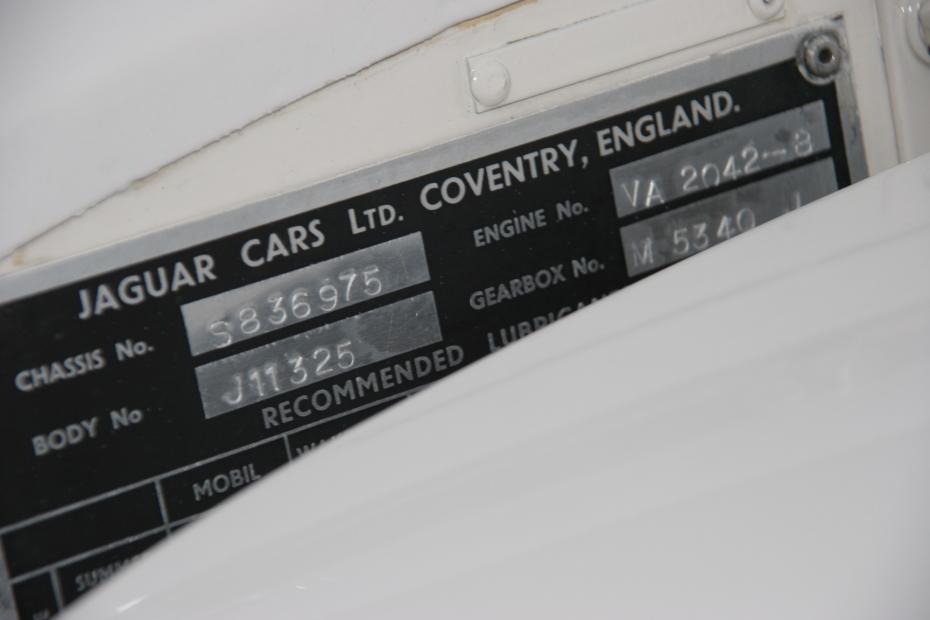 JAGUAR CARS LTD. COVENTRY, ENGLAND.
CHASSIS No. S836975
ENGINE No. VA 2042-8
BODY No J11325
GEARBOX No. M 5340 J
RECOMMENDED
MOBIL